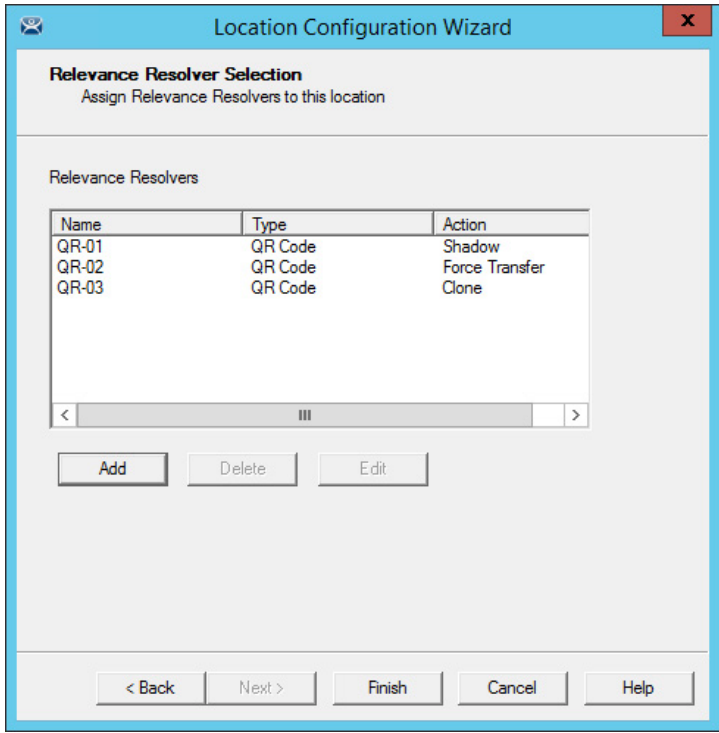 Location Configuration Wizard
x
Relevance Resolver Selection
Assign Relevance Resolvers to this location
Relevance Resolvers
Name Type Action
QR-01 QR Code Shadow
QR-02 QR Code Force Transfer
QR-03 QR Code Clone
< III >
Add Delete Edit
< Back Next > Finish Cancel Help